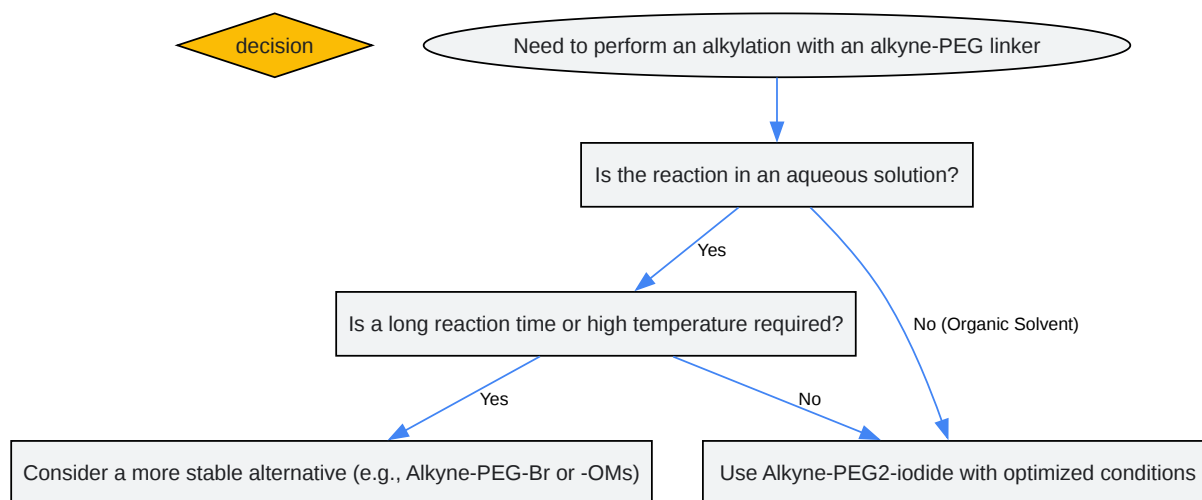 decision
Need to perform an alkylation with an alkyne-PEG linker
Is the reaction in an aqueous solution?
Yes
Is a long reaction time or high temperature required?
No (Organic Solvent)
Yes
No
Consider a more stable alternative (e.g., Alkyne-PEG-Br or -OMs)
Use Alkyne-PEG2-iodide with optimized conditions